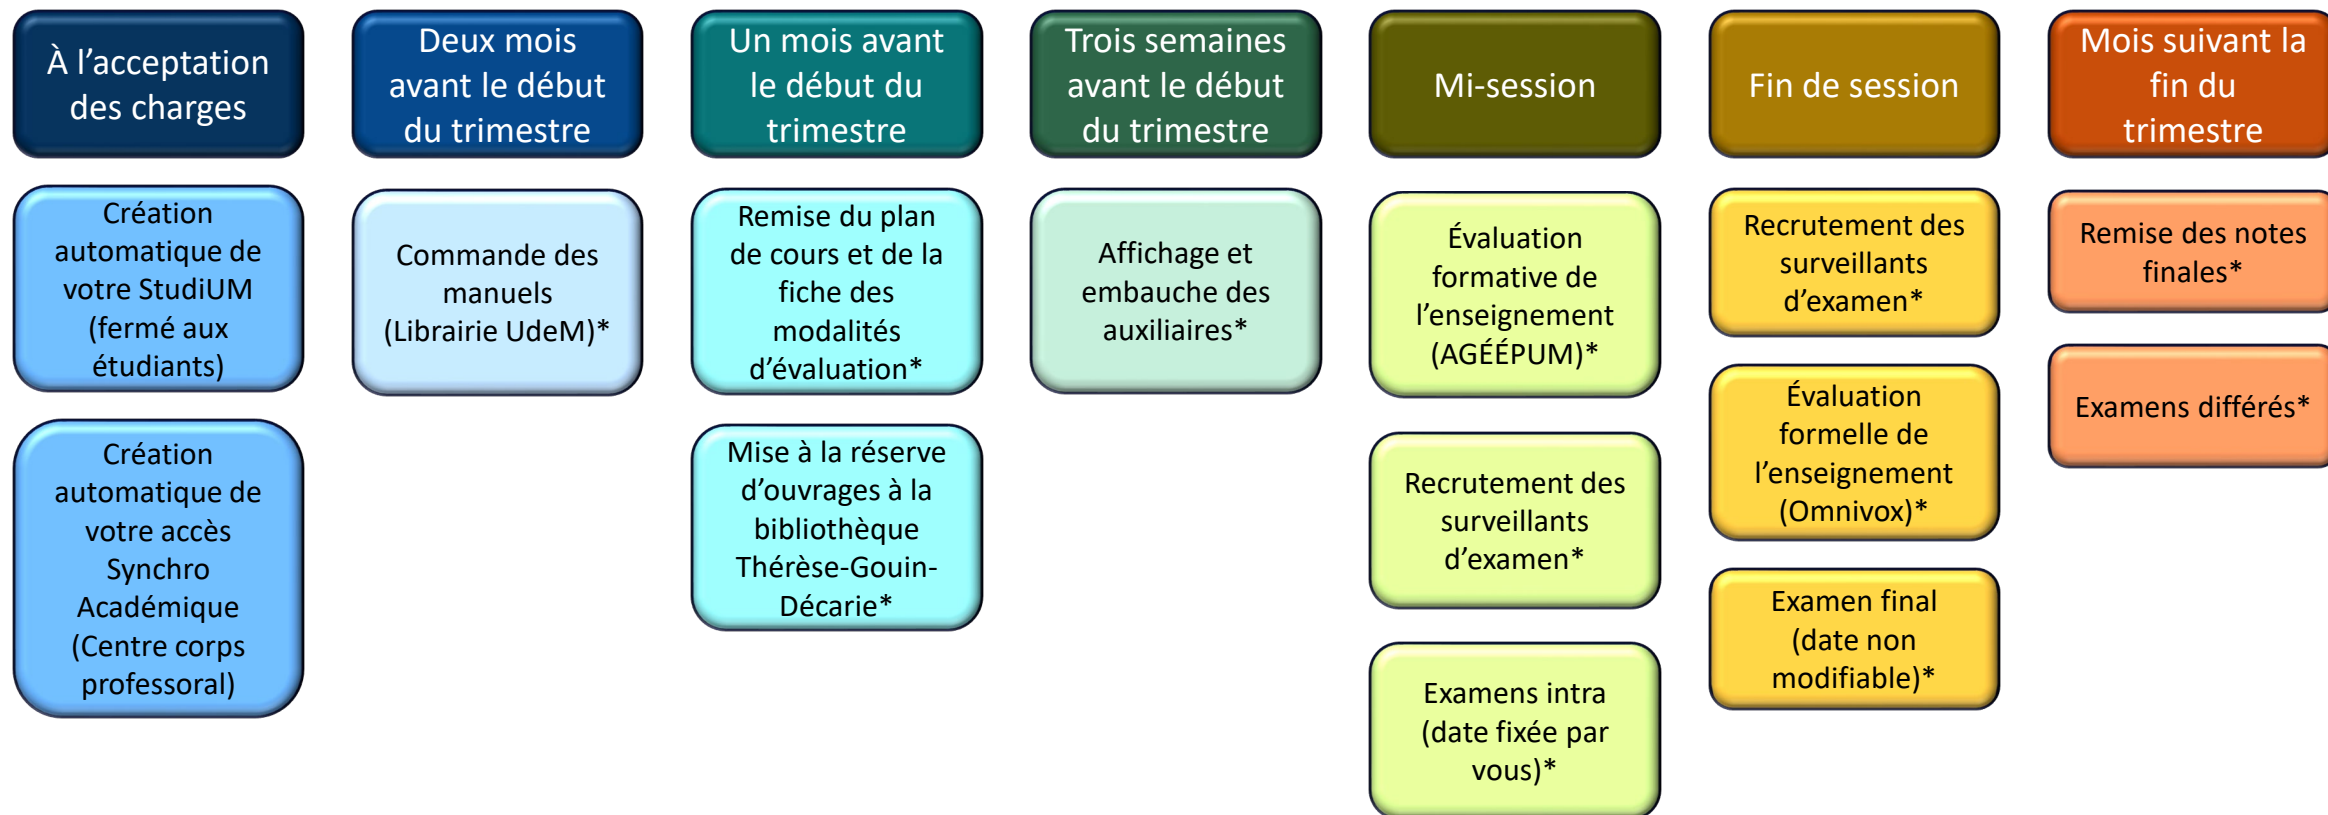 À l’acceptation
des charges
Création
automatique de
votre StudiUM
(fermé aux
étudiants)
Création
automatique de
votre accès
Synchro
Académique
(Centre corps
professoral)
Deux mois
avant le début
du trimestre
Commande des
manuels
(Librairie UdeM)*
Un mois avant
le début du
trimestre
Remise du plan
de cours et de la
fiche des
modalités
d’évaluation*
Mise à la réserve
d’ouvrages à la
bibliothèque
Thérèse-Gouin-
Décarie*
Trois semaines
avant le début
du trimestre
Affichage et
embauche des
auxiliaires*
Mi-session
Évaluation
formative de
l’enseignement
(AGÉÉPUM)*
Recrutement des
surveillants
d’examen*
Examens intra
(date fixée par
vous)*
Fin de session
Recrutement des
surveillants
d’examen*
Évaluation
formelle de
l’enseignement
(Omnivox)*
Examen final
(date non
modifiable)*
Mois suivant la
fin du
trimestre
Remise des notes
finales*
Examens différés*